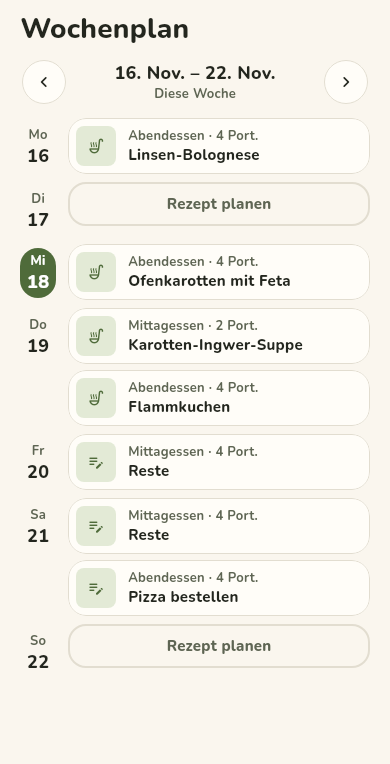 Wochenplan
16. Nov. – 22. Nov.
Diese Woche
Mo
16
Abendessen · 4 Port.
Linsen-Bolognese
Di
17
Rezept planen
Mi
18
Abendessen · 4 Port.
Ofenkarotten mit Feta
Do
19
Mittagessen · 2 Port.
Karotten-Ingwer-Suppe
Abendessen · 4 Port.
Flammkuchen
Fr
20
Mittagessen · 4 Port.
Reste
Sa
21
Mittagessen · 4 Port.
Reste
Abendessen · 4 Port.
Pizza bestellen
So
22
Rezept planen